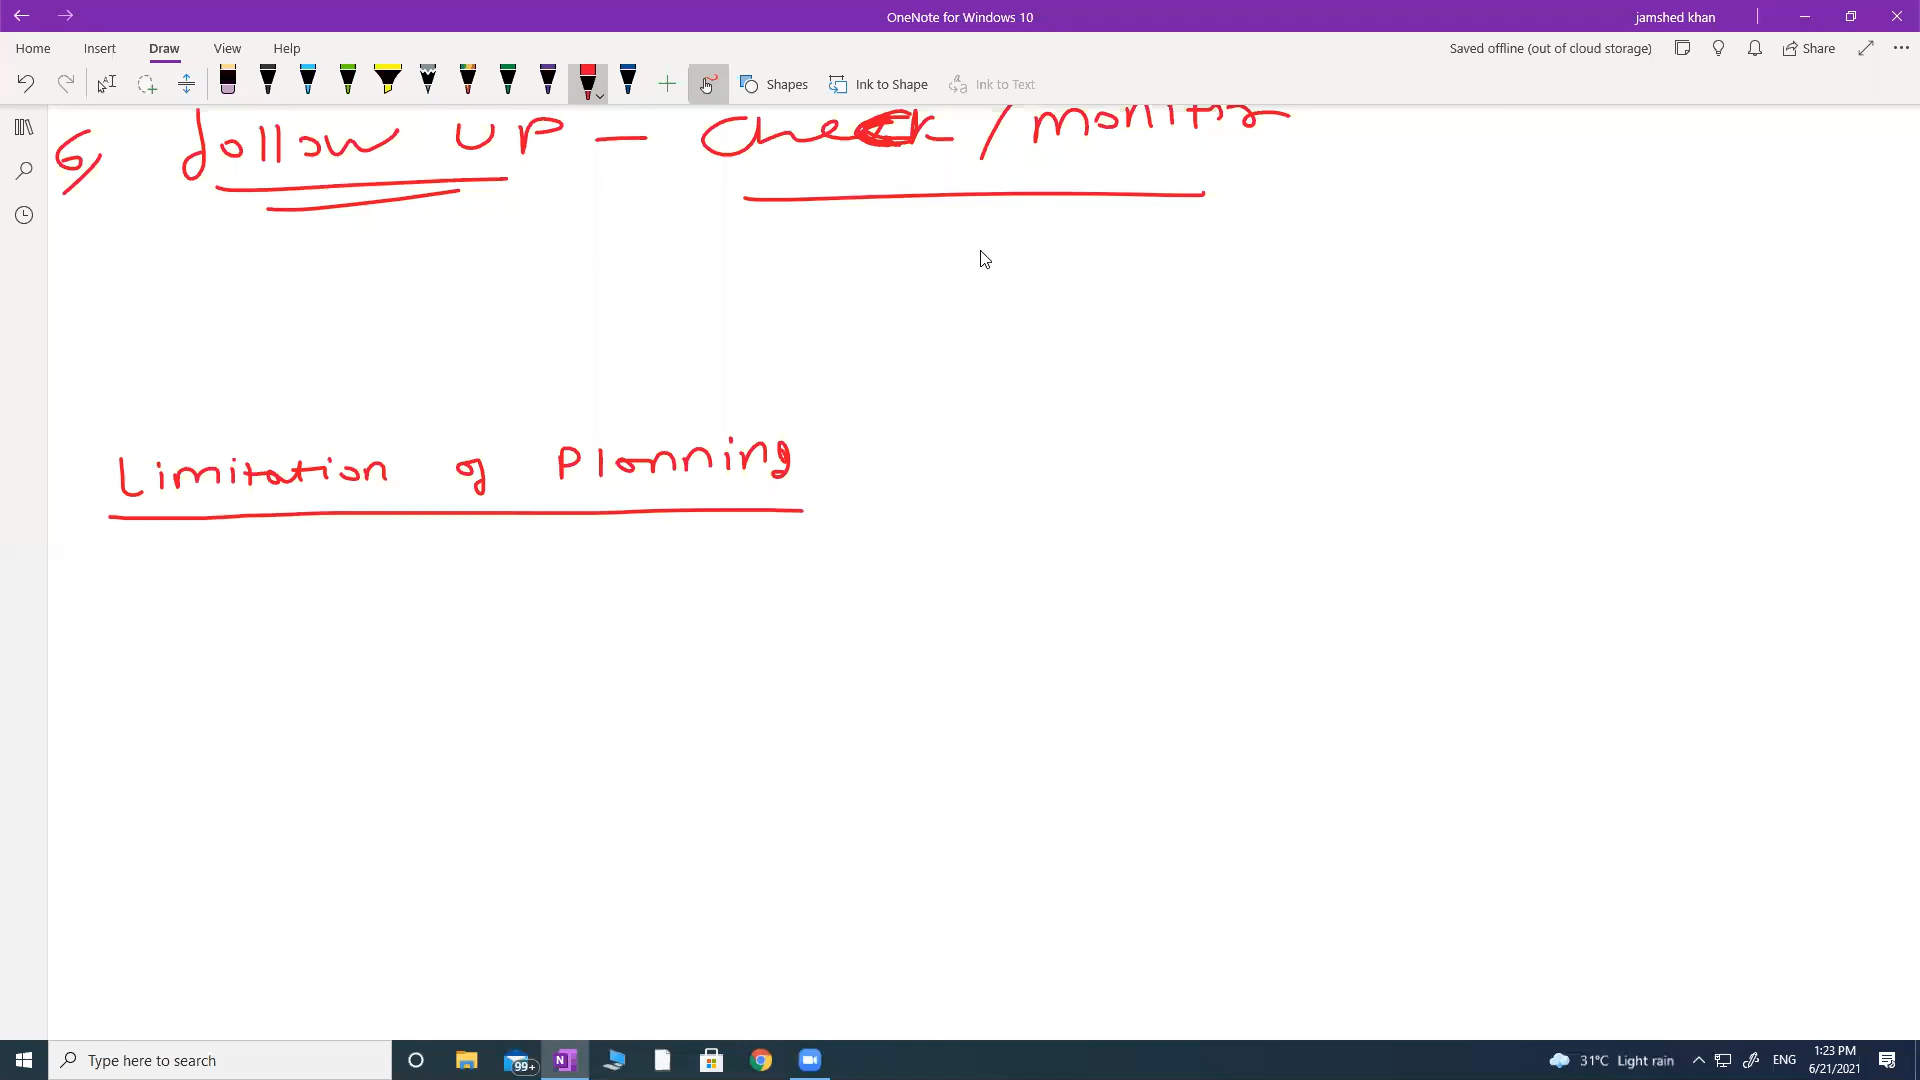 OneNote for Windows 10
jamshed khan
Home Insert Draw View Help
Saved offline (out of cloud storage)
Share
Shapes
Ink to Shape
Ink to Text
6, follow UP — Check / monitor
Limitation of Planning
Type here to search
99+
31°C Light rain
ENG
1:23 PM
6/21/2021